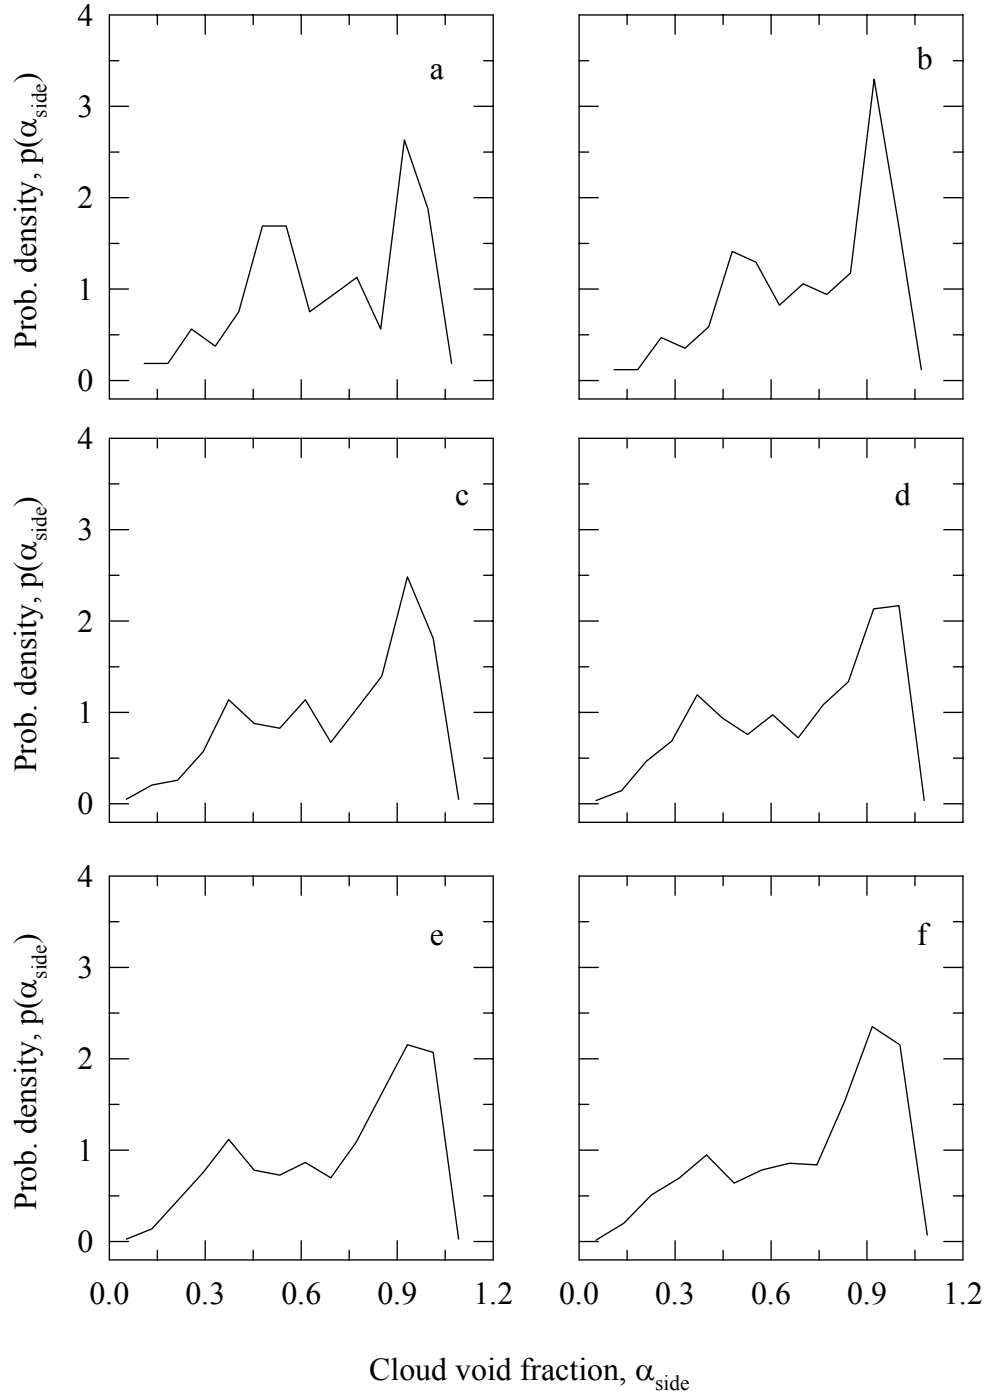 4
3
2
1
0
Prob. density, p(α_side)
a
b
4
3
2
1
0
Prob. density, p(α_side)
c
d
4
3
2
1
0
Prob. density, p(α_side)
e
f
0.0 0.3 0.6 0.9 1.2
0.0 0.3 0.6 0.9 1.2
Cloud void fraction, α_side